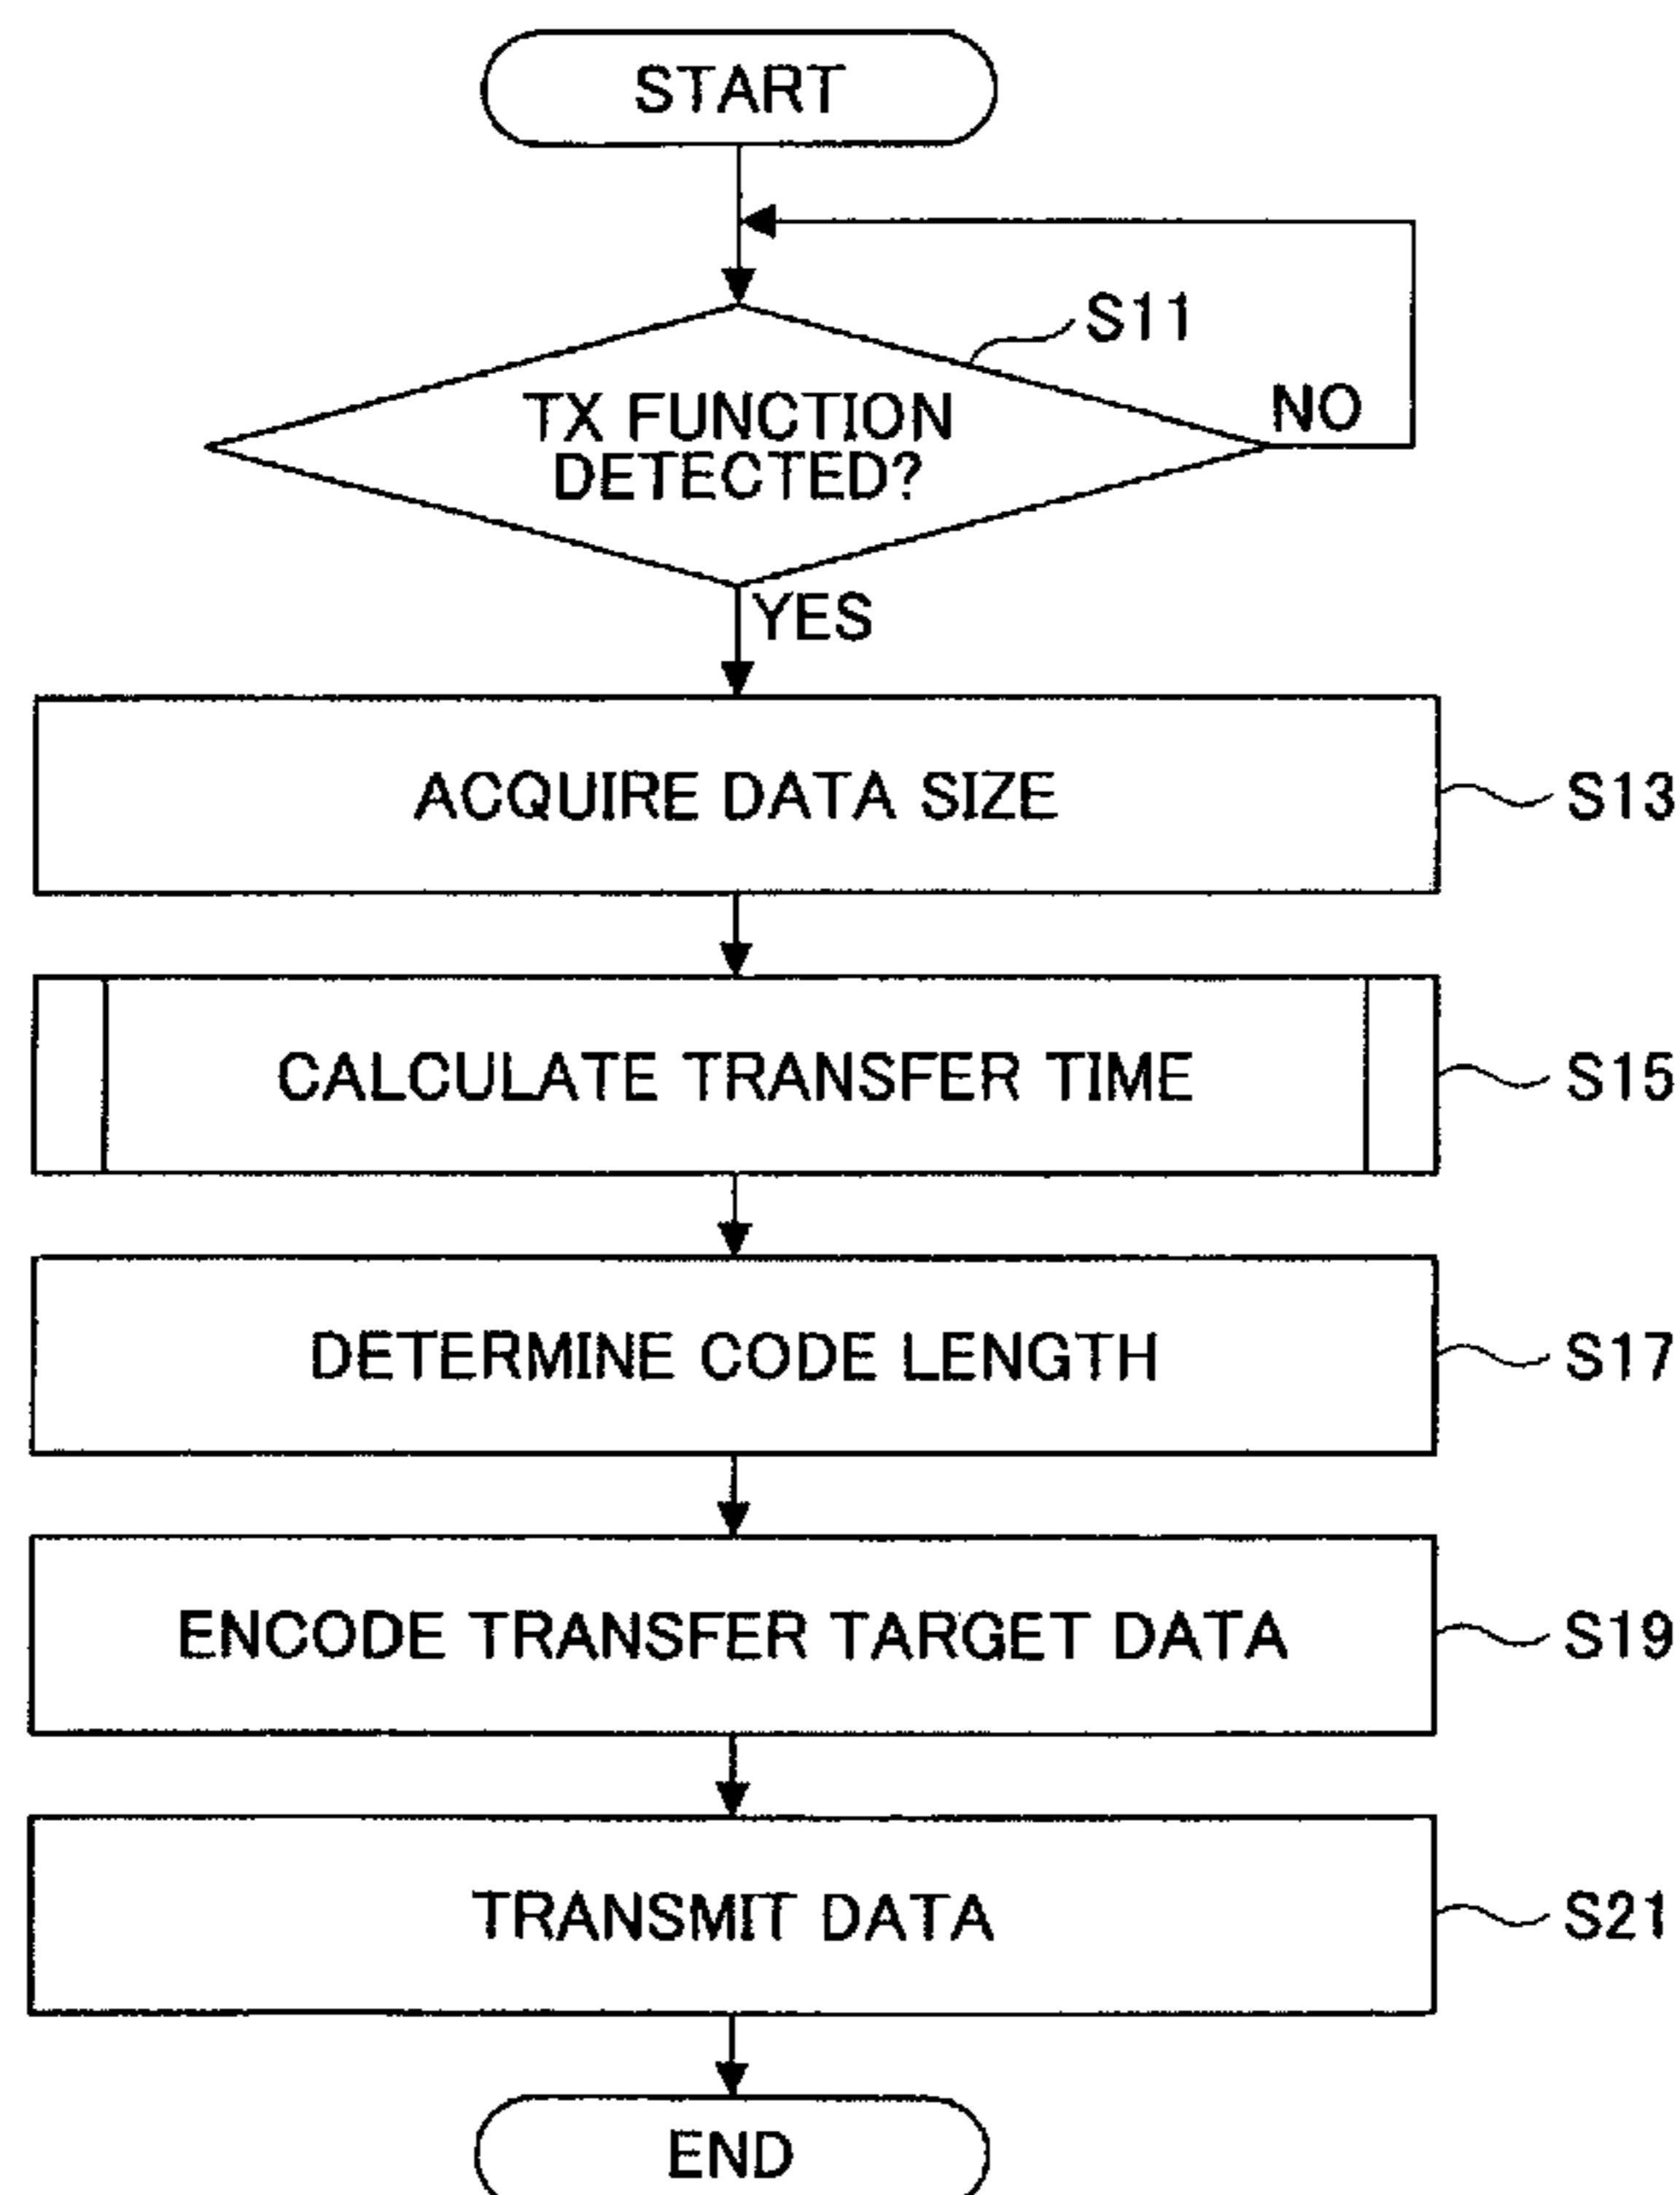 START
S11
TX FUNCTION
DETECTED?
NO
YES
ACQUIRE DATA SIZE
S13
CALCULATE TRANSFER TIME
S15
DETERMINE CODE LENGTH
S17
ENCODE TRANSFER TARGET DATA
S19
TRANSMIT DATA
S21
END